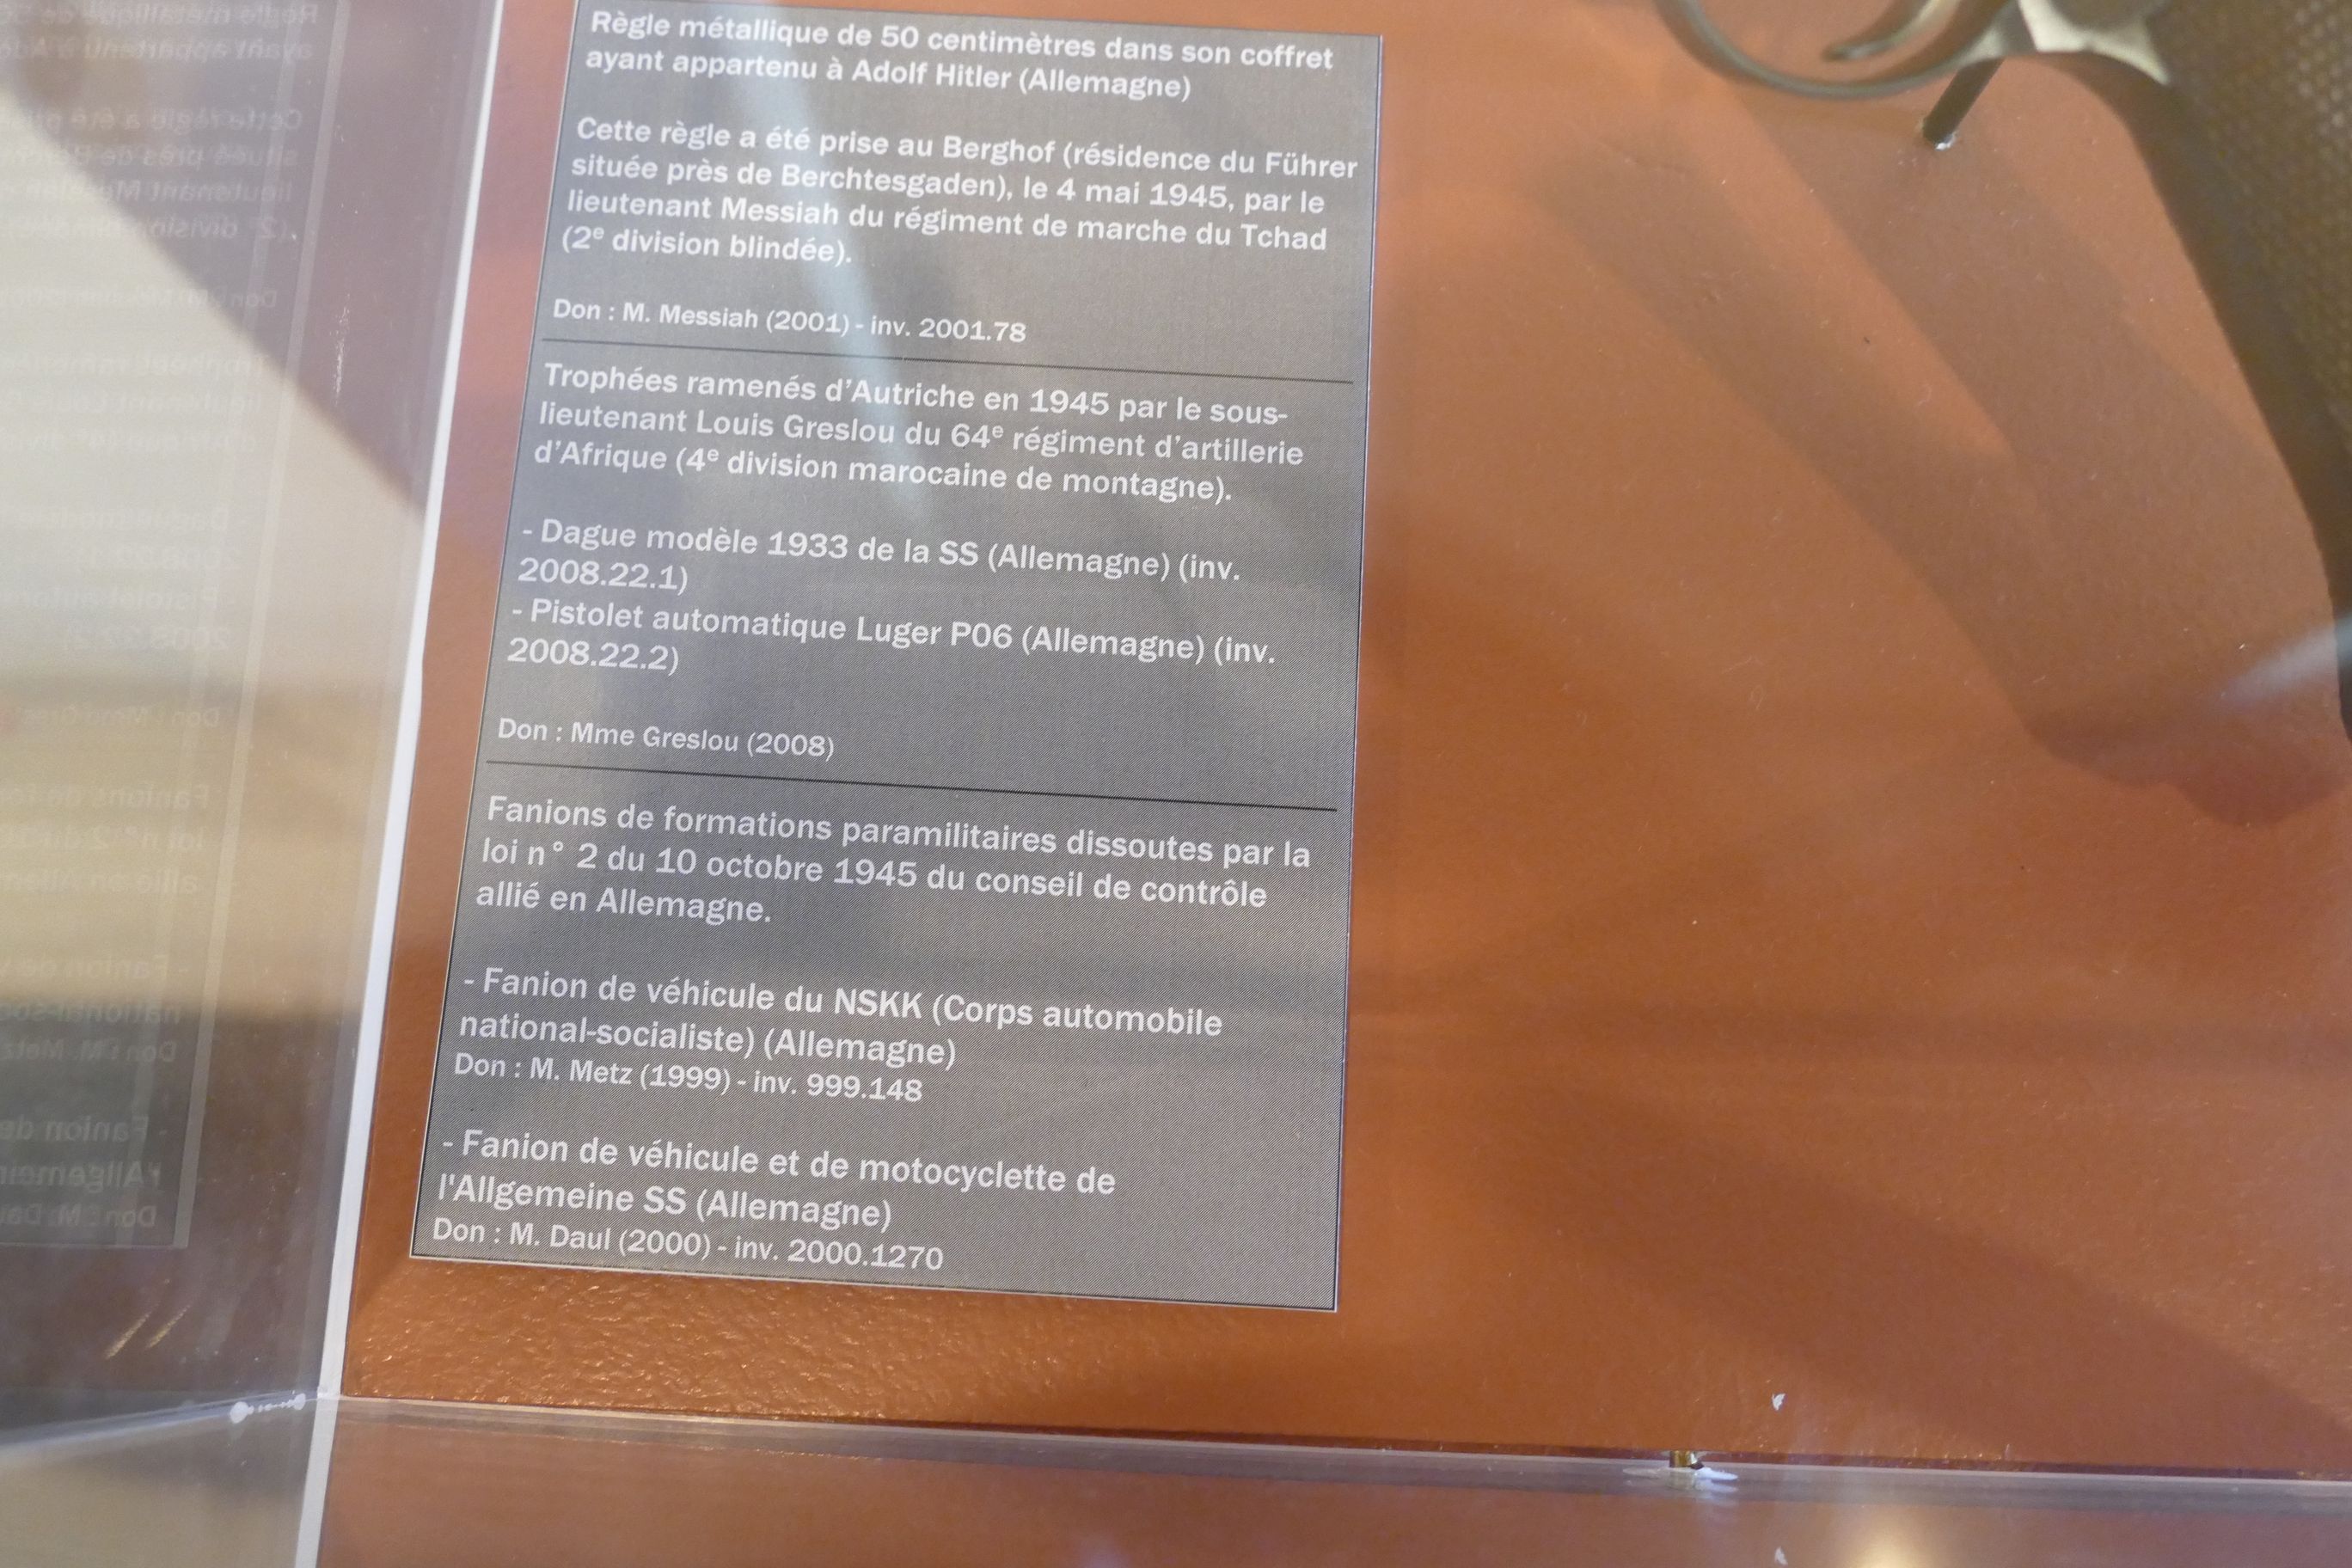 Règle métallique de 50 centimètres dans son coffret
ayant appartenu à Adolf Hitler (Allemagne)
Cette règle a été prise au Berghof (résidence du Führer
située près de Berchtesgaden), le 4 mai 1945, par le
lieutenant Messiah du régiment de marche du Tchad
(2e division blindée).
Don : M. Messiah (2001) - inv. 2001.78
Trophées ramenés d'Autriche en 1945 par le sous-
lieutenant Louis Greslou du 64e régiment d'artillerie
d'Afrique (4e division marocaine de montagne).
- Dague modèle 1933 de la SS (Allemagne) (inv.
2008.22.1)
- Pistolet automatique Luger P06 (Allemagne) (inv.
2008.22.2)
Don : Mme Greslou (2008)
Fanions de formations paramilitaires dissoutes par la
loi n° 2 du 10 octobre 1945 du conseil de contrôle
allié en Allemagne.
- Fanion de véhicule du NSKK (Corps automobile
national-socialiste) (Allemagne)
Don : M. Metz (1999) - inv. 999.148
- Fanion de véhicule et de motocyclette de
l'Allgemeine SS (Allemagne)
Don : M. Daul (2000) - inv. 2000.1270